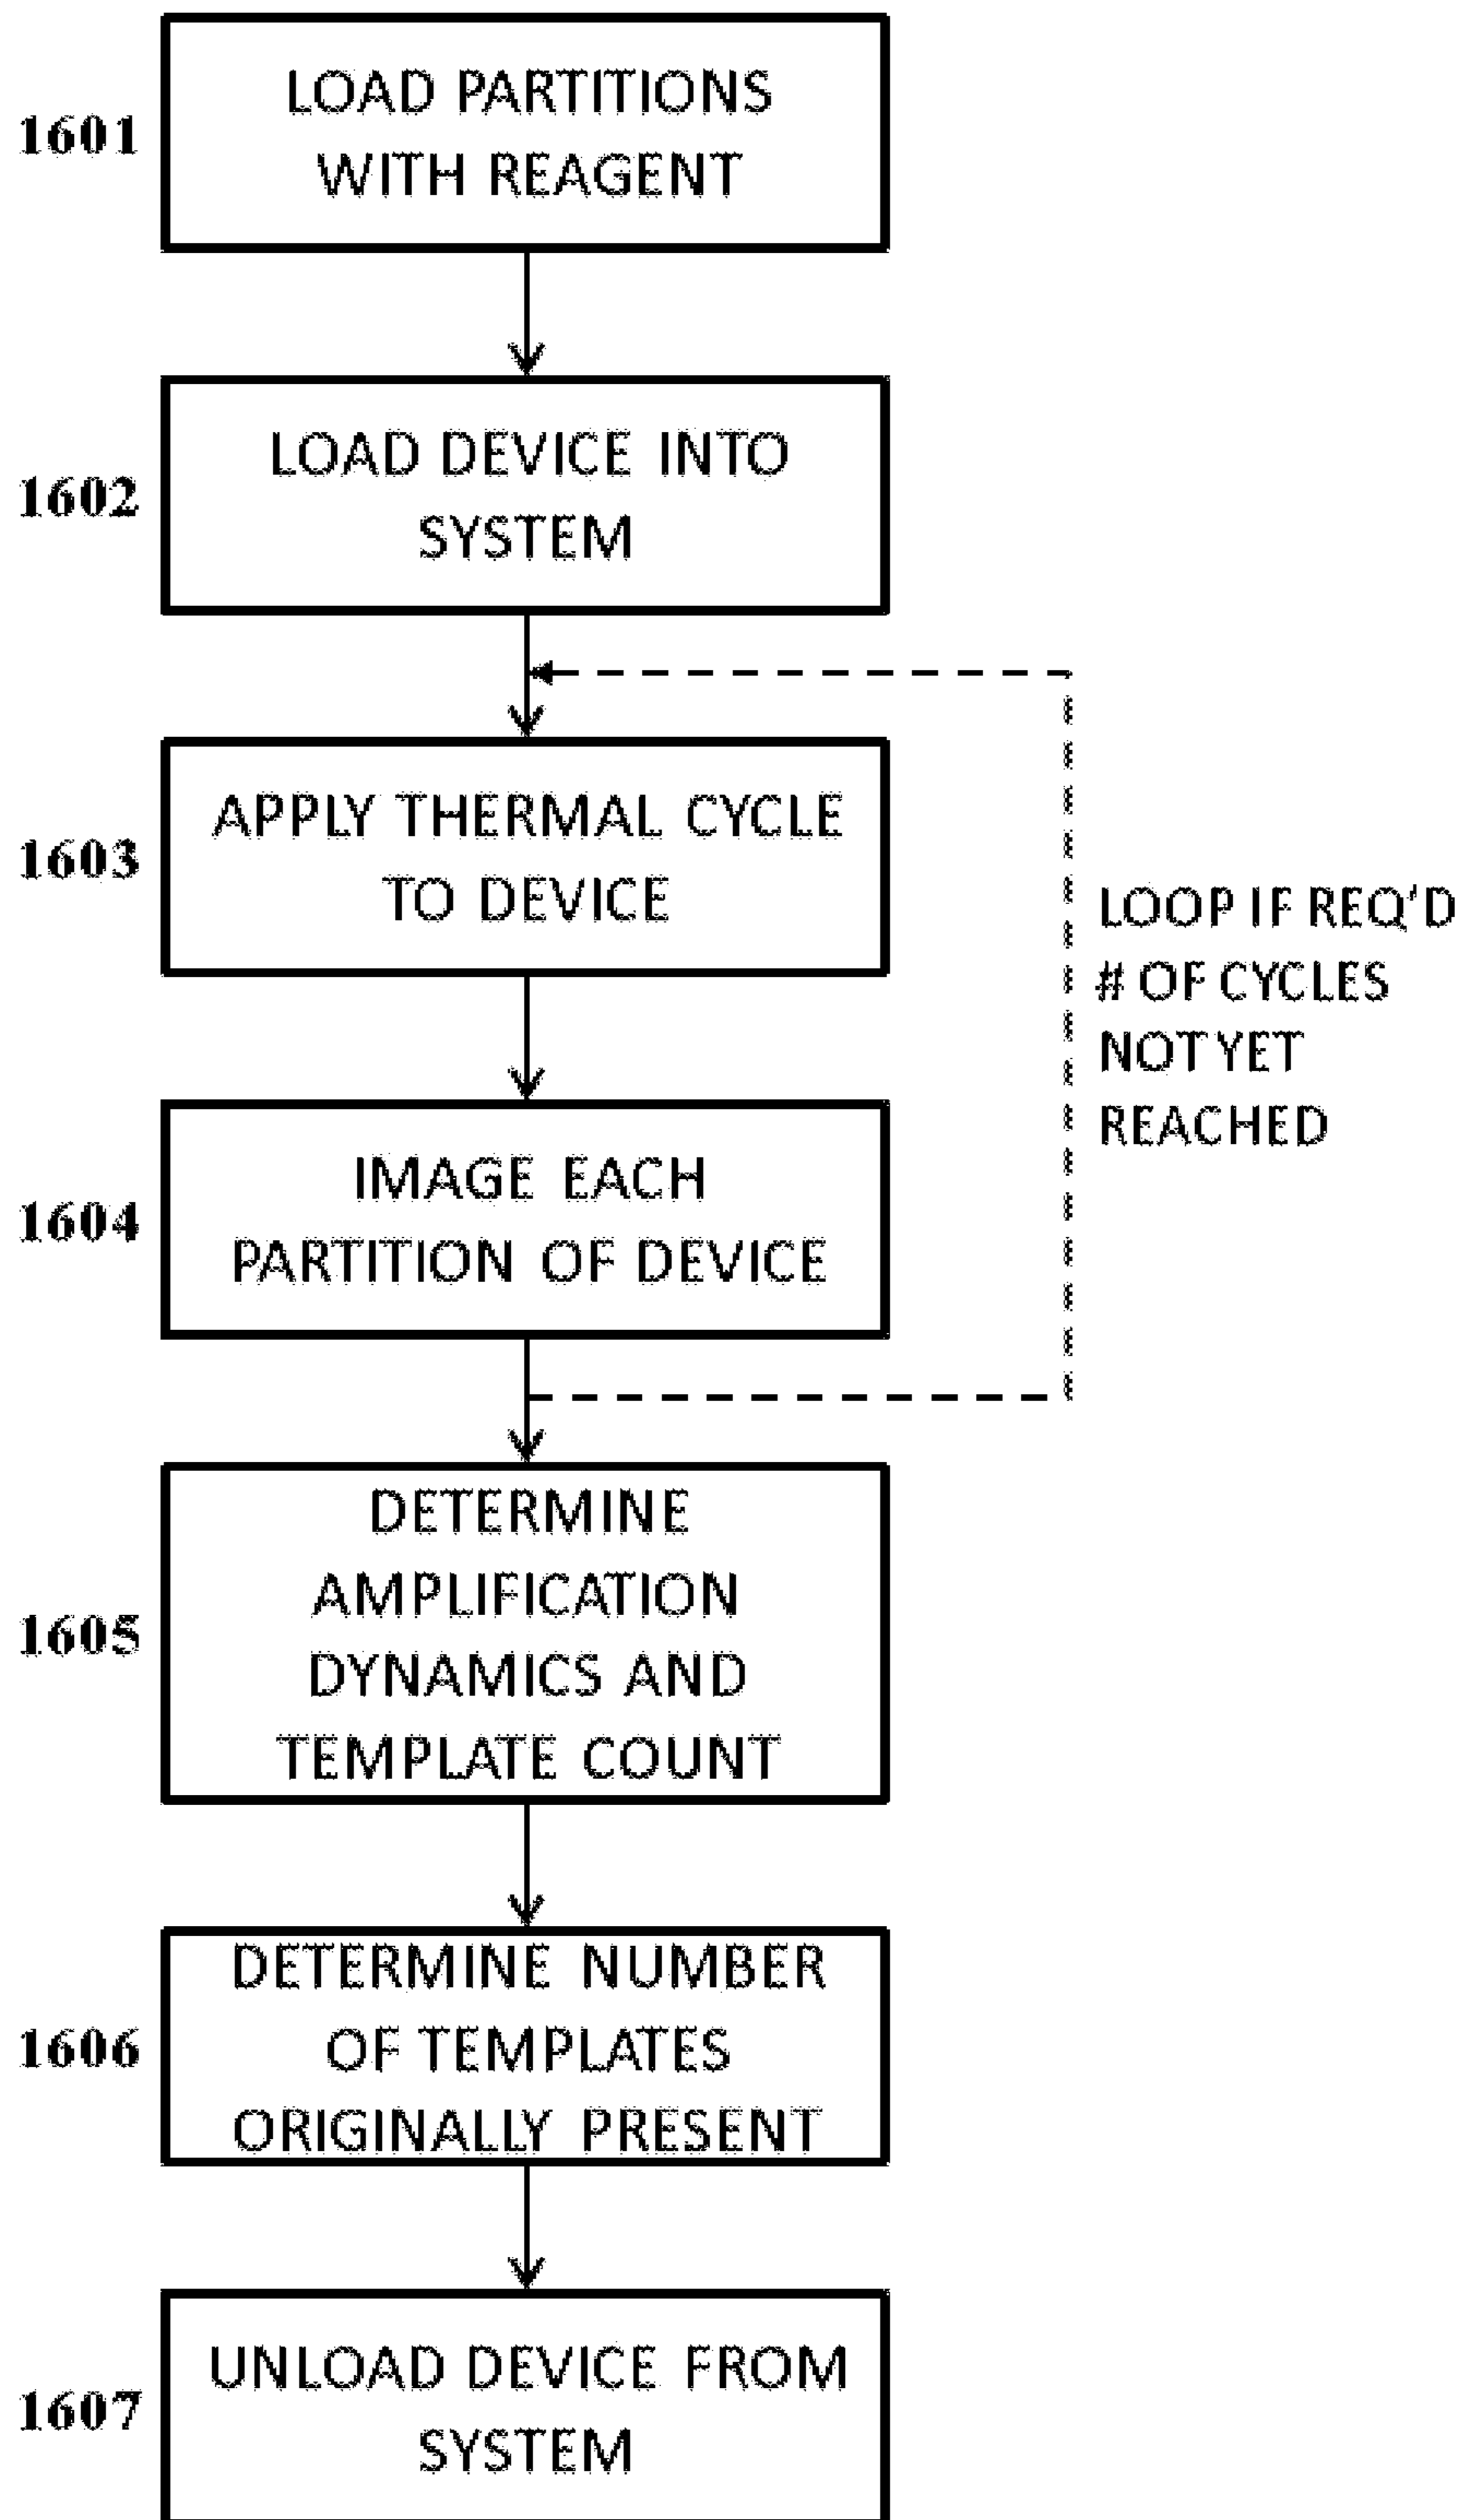 1601
LOAD PARTITIONS
WITH REAGENT
1602
LOAD DEVICE INTO
SYSTEM
1603
APPLY THERMAL CYCLE
TO DEVICE
LOOP IF REQ'D
# OF CYCLES
NOT YET
REACHED
1604
IMAGE EACH
PARTITION OF DEVICE
1605
DETERMINE
AMPLIFICATION
DYNAMICS AND
TEMPLATE COUNT
1606
DETERMINE NUMBER
OF TEMPLATES
ORIGINALLY PRESENT
1607
UNLOAD DEVICE FROM
SYSTEM